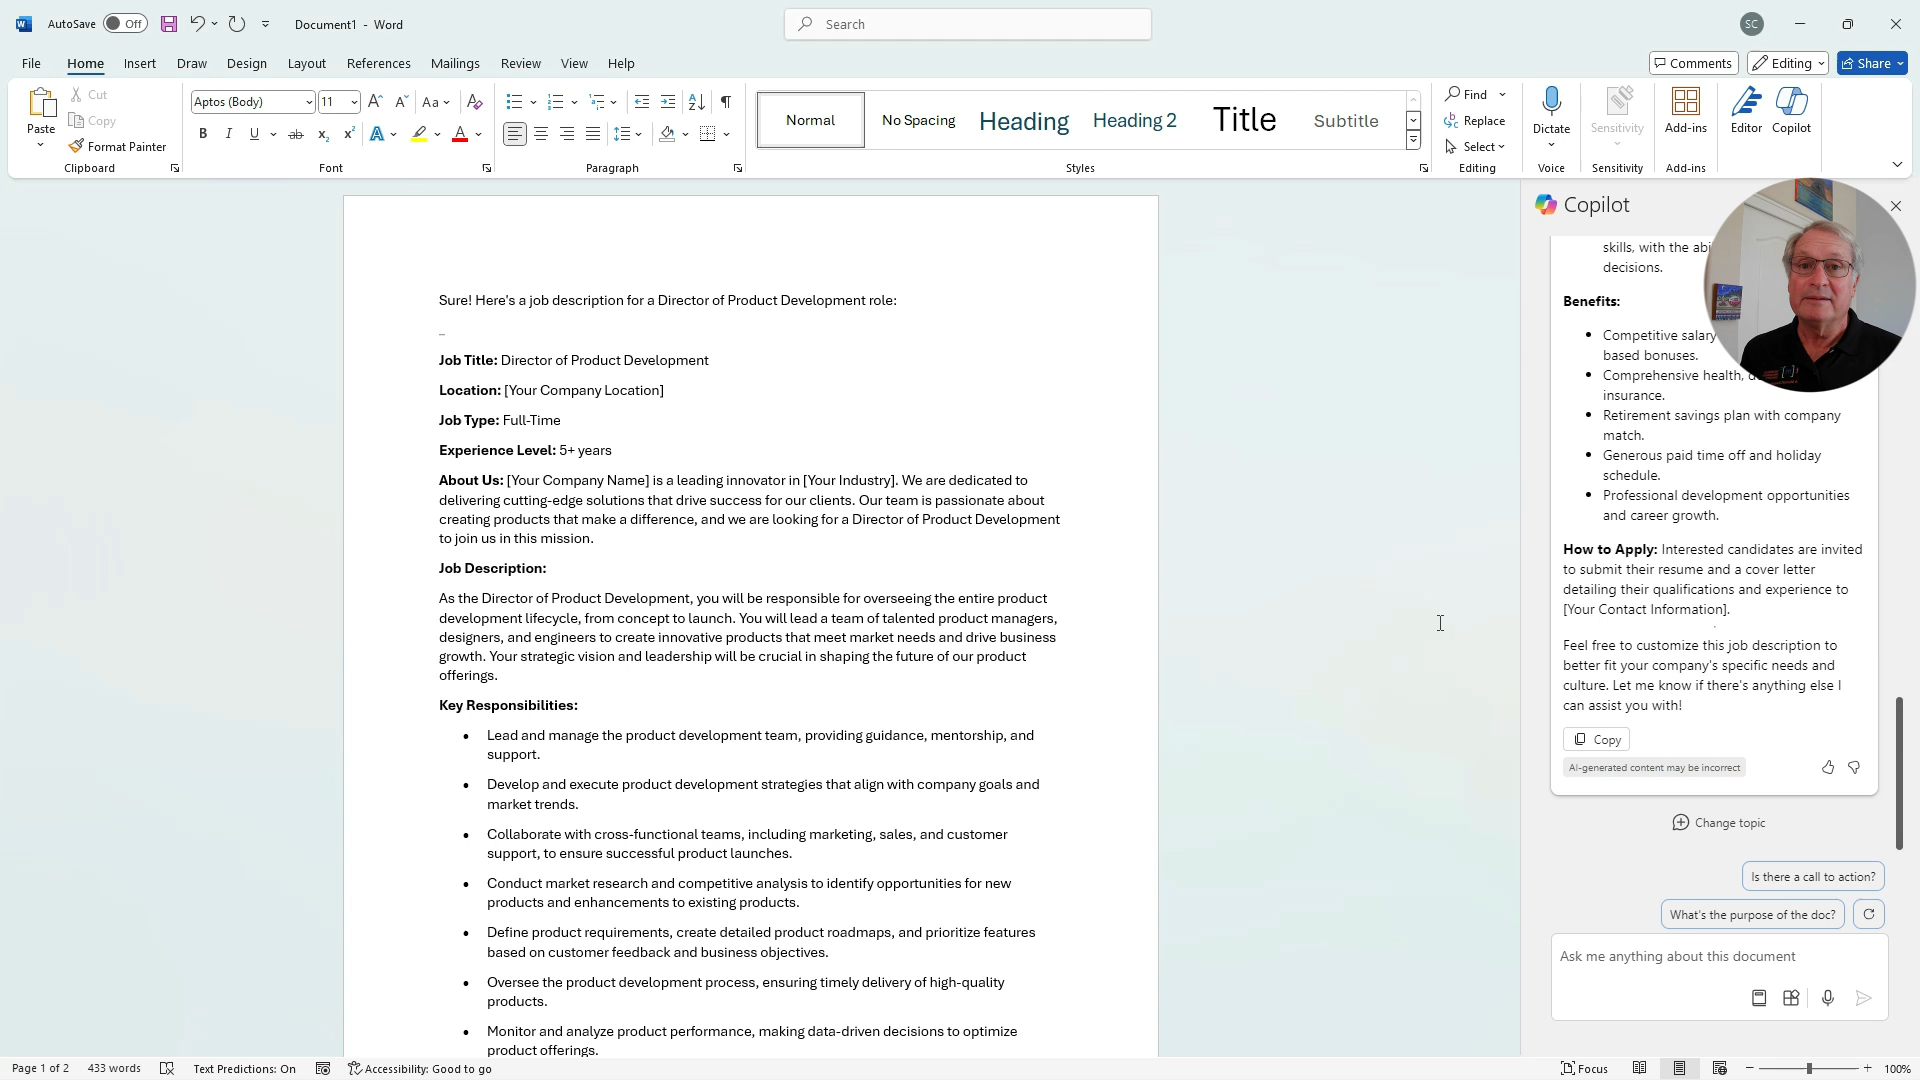 AutoSave Off Document1 - Word Search SC
File Home Insert Draw Design Layout References Mailings Review View Help Comments Editing Share
Paste Cut Copy Format Painter Clipboard
Aptos (Body) 11 Font
Paragraph
Normal No Spacing Heading Heading 2 Title Subtitle Styles
Find Replace Select Editing
Dictate Voice
Sensitivity Sensitivity
Add-ins Add-ins
Editor Copilot
Sure! Here's a job description for a Director of Product Development role:
Job Title: Director of Product Development
Location: [Your Company Location]
Job Type: Full-Time
Experience Level: 5+ years
About Us: [Your Company Name] is a leading innovator in [Your Industry]. We are dedicated to
delivering cutting-edge solutions that drive success for our clients. Our team is passionate about
creating products that make a difference, and we are looking for a Director of Product Development
to join us in this mission.
Job Description:
As the Director of Product Development, you will be responsible for overseeing the entire product
development lifecycle, from concept to launch. You will lead a team of talented product managers,
designers, and engineers to create innovative products that meet market needs and drive business
growth. Your strategic vision and leadership will be crucial in shaping the future of our product
offerings.
Key Responsibilities:
• Lead and manage the product development team, providing guidance, mentorship, and
support.
• Develop and execute product development strategies that align with company goals and
market trends.
• Collaborate with cross-functional teams, including marketing, sales, and customer
support, to ensure successful product launches.
• Conduct market research and competitive analysis to identify opportunities for new
products and enhancements to existing products.
• Define product requirements, create detailed product roadmaps, and prioritize features
based on customer feedback and business objectives.
• Oversee the product development process, ensuring timely delivery of high-quality
products.
• Monitor and analyze product performance, making data-driven decisions to optimize
product offerings.
Copilot
skills, with the
decisions.
Benefits:
• Competitive salary
based bonuses.
• Comprehensive health,
insurance.
• Retirement savings plan with company
match.
• Generous paid time off and holiday
schedule.
• Professional development opportunities
and career growth.
How to Apply: Interested candidates are invited
to submit their resume and a cover letter
detailing their qualifications and experience to
[Your Contact Information].
Feel free to customize this job description to
better fit your company's specific needs and
culture. Let me know if there's anything else I
can assist you with!
Copy
AI-generated content may be incorrect
Change topic
Is there a call to action?
What's the purpose of the doc?
Ask me anything about this document
Page 1 of 2 433 words Text Predictions: On Accessibility: Good to go Focus 100%